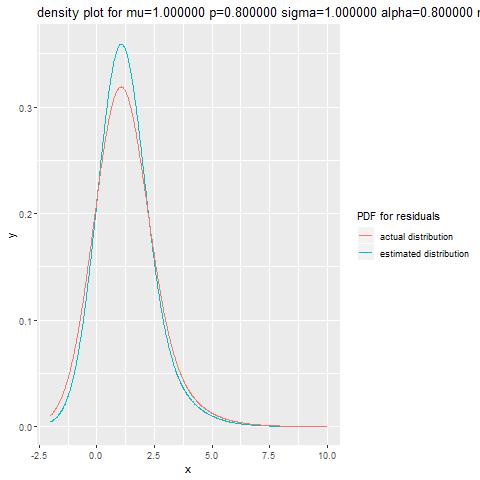 density plot for mu=1.000000 p=0.800000 sigma=1.000000 alpha=0.800000
0.3
0.2
0.1
0.0
y
-2.5 0.0 2.5 5.0 7.5 10.0
x
PDF for residuals
actual distribution
estimated distribution